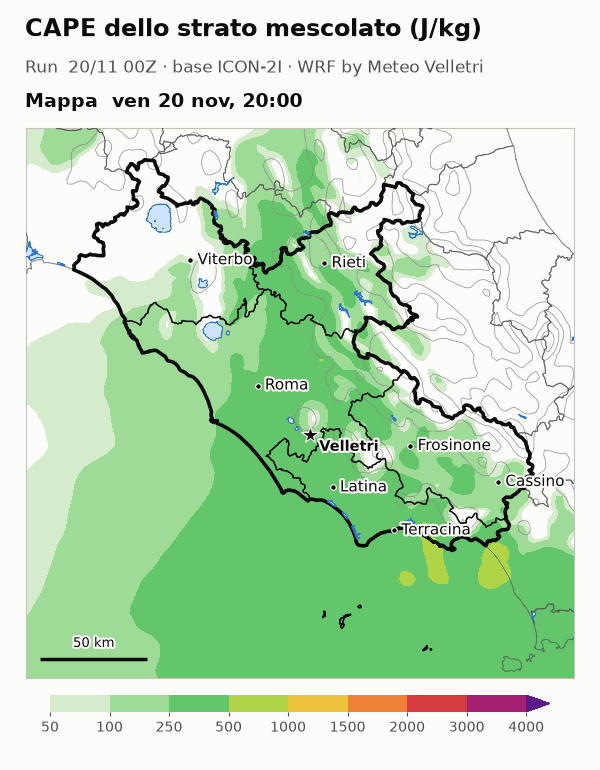 CAPE dello strato mescolato (J/kg)
Run  20/11 00Z · base ICON-2I · WRF by Meteo Velletri
Mappa  ven 20 nov, 20:00
Viterbo
Rieti
Roma
Velletri
Frosinone
Latina
Cassino
Terracina
50 km
50 100 250 500 1000 1500 2000 3000 4000